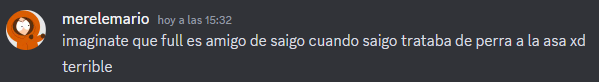 merelemario hoy a las 15:32
imaginate que full es amigo de saigo cuando saigo trataba de perra a la asa xd
terrible